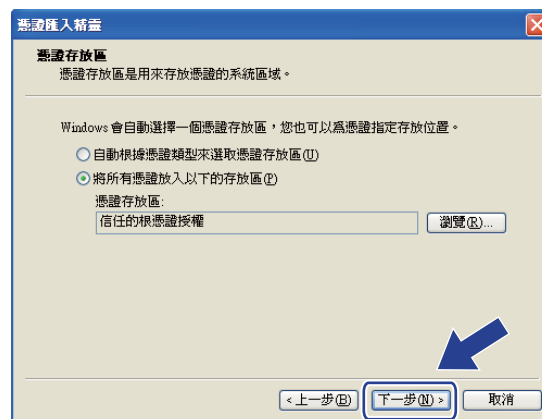 憑證匯入精靈
憑證存放區
憑證存放區是用來存放憑證的系統區域。
Windows 會自動選擇一個憑證存放區，您也可以為憑證指定存放位置。
自動根據憑證類型來選取憑證存放區(U)
將所有憑證放入以下的存放區(P)
憑證存放區:
信任的根憑證授權
瀏覽(R)...
<上一步(B)
下一步(N) >
取消